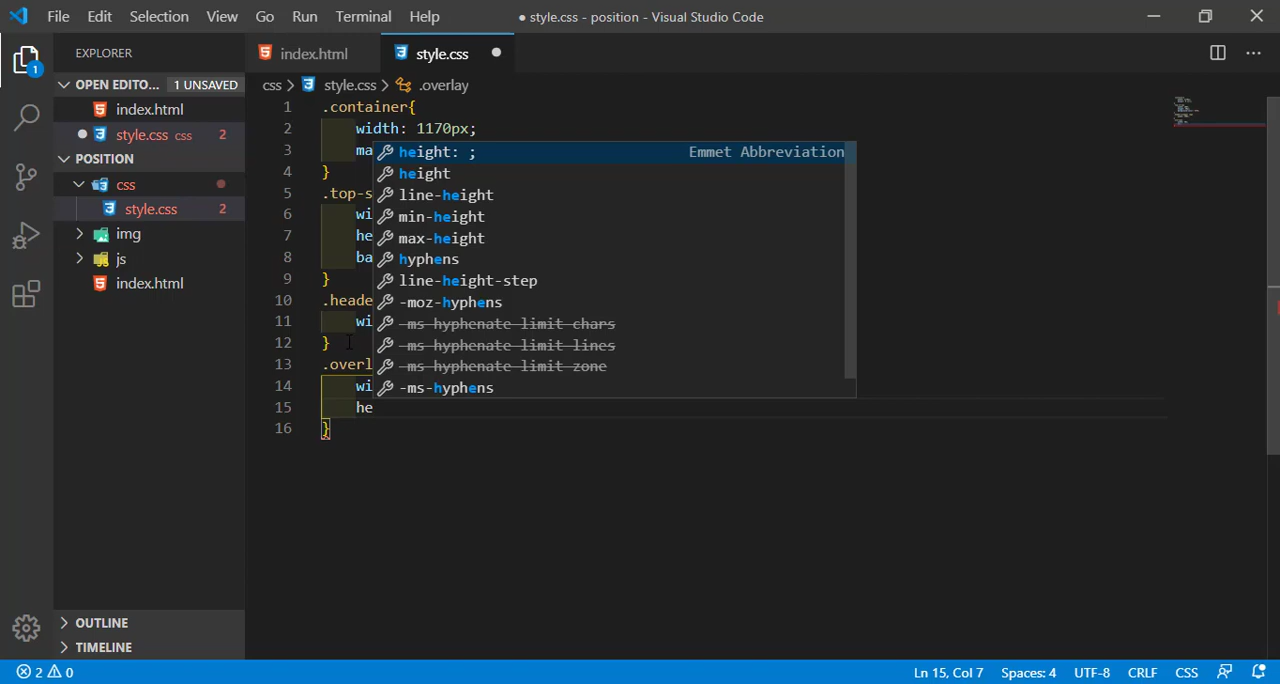 File Edit Selection View Go Run Terminal Help ● style.css - position - Visual Studio Code
EXPLORER
index.html style.css
OPEN EDITO... 1 UNSAVED
css > style.css > .overlay
index.html
style.css css 2
POSITION
css
style.css 2
img
js
index.html
OUTLINE
TIMELINE
1
1 .container{
2 width: 1170px;
3 ma
4 }
5 .top-s
6 wi
7 he
8 ba
9 }
10 .heade
11 wi
12 }
13 .overl
14 wi
15 he
16 }
height: ; Emmet Abbreviation
height
line-height
min-height
max-height
hyphens
line-height-step
-moz-hyphens
-ms-hyphenate-limit-chars
-ms-hyphenate-limit-lines
-ms-hyphenate-limit-zone
-ms-hyphens
2 0 Ln 15, Col 7 Spaces: 4 UTF-8 CRLF CSS